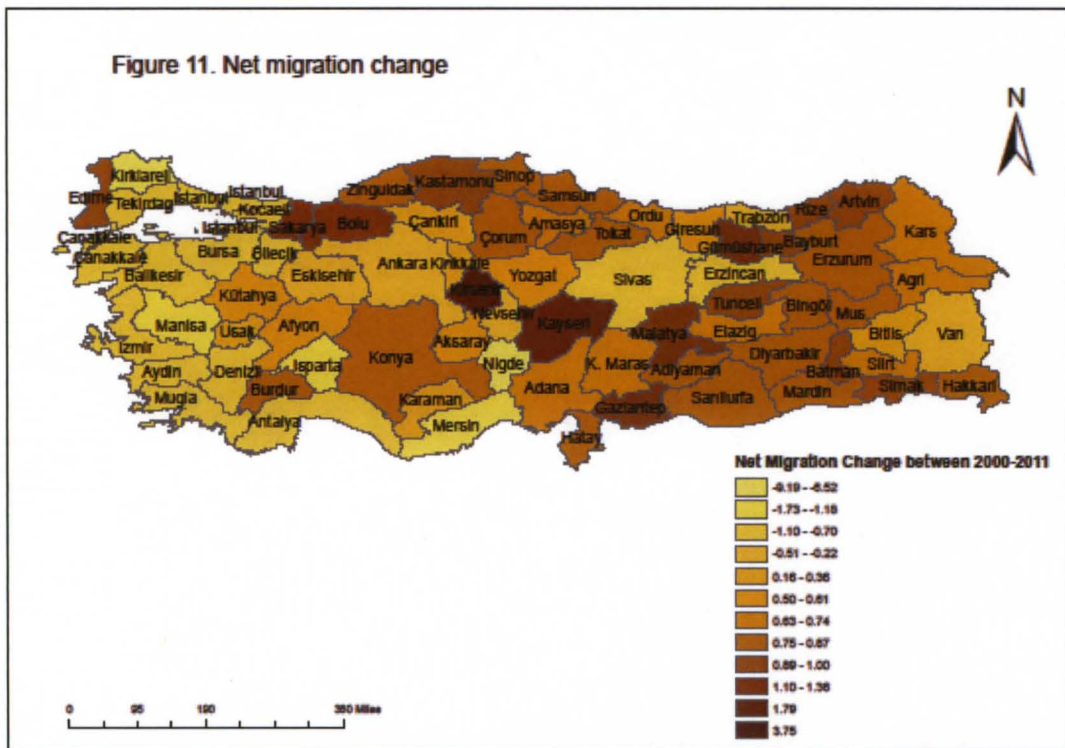 Figure 11. Net migration change
N
Kirklareli
Edirne
Tekirdag
Istanbul
Istanbul
Kocaeli
Istanbul
Sakarya
Bolu
Zinguldak
Kastamonu
Sinop
Samsun
Çankiri
Çorum
Amasya
Tokat
Ordu
Giresun
Trabzon
Gümüshane
Rize
Artvin
Bayburt
Kars
Erzurum
Agri
Çanakkale
Çanakkale
Bursa
Bilecik
Balikesir
Eskisehir
Ankara
Kirikkale
Yozgat
Sivas
Erzincan
Kütahya
Nevsehir
Kayseri
Malatya
Tunceli
Elazig
Bingöl
Mus
Bitlis
Van
Manisa
Usak
Afyon
Izmir
Aydin
Denizli
Isparta
Konya
Aksaray
Nigde
K. Maras
Adiyaman
Diyarbakir
Batman
Siirt
Sirnak
Hakkari
Mugla
Burdur
Antalya
Karaman
Mersin
Adana
Gaziantep
Sanliurfa
Mardin
Hatay
Net Migration Change between 2000-2011
-9.19 - -6.52
-1.73 - -1.18
-1.10 - -0.70
-0.51 - -0.22
0.16 - 0.36
0.50 - 0.61
0.63 - 0.74
0.75 - 0.87
0.89 - 1.00
1.10 - 1.36
1.79
3.75
0 95 190 380 Miles